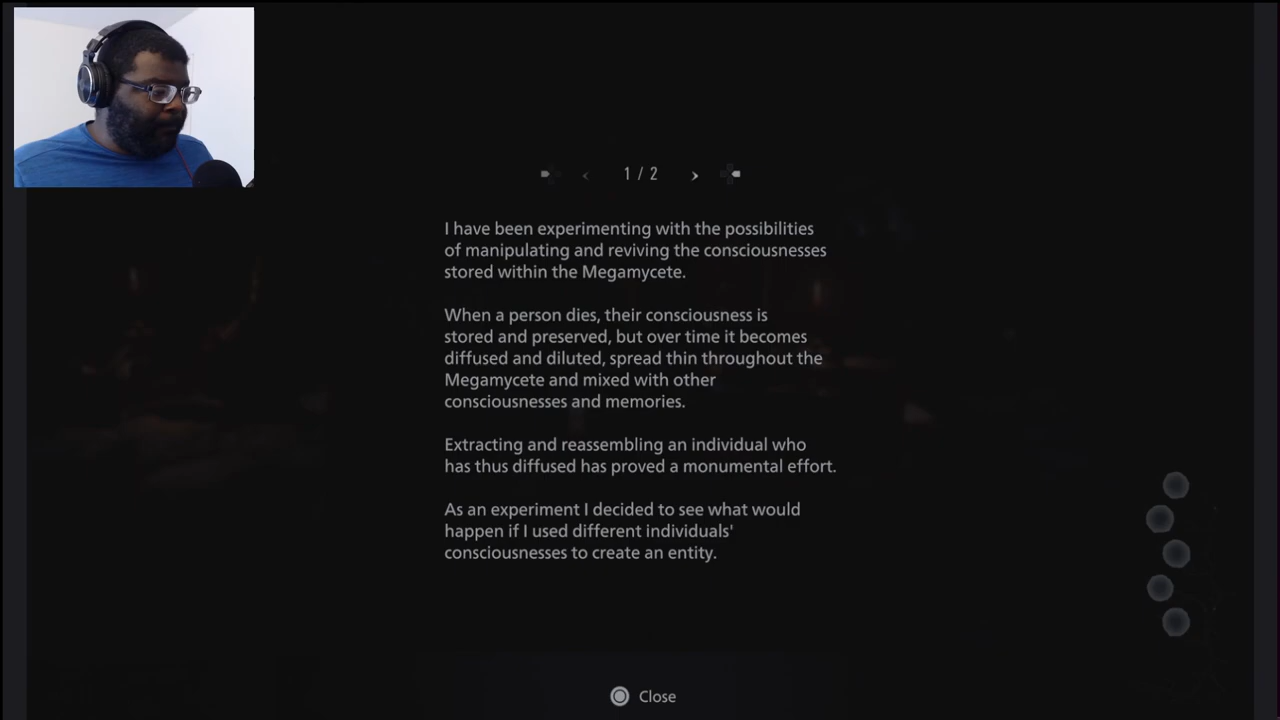 1 / 2
I have been experimenting with the possibilities
of manipulating and reviving the consciousnesses
stored within the Megamycete.
When a person dies, their consciousness is
stored and preserved, but over time it becomes
diffused and diluted, spread thin throughout the
Megamycete and mixed with other
consciousnesses and memories.
Extracting and reassembling an individual who
has thus diffused has proved a monumental effort.
As an experiment I decided to see what would
happen if I used different individuals'
consciousnesses to create an entity.
Close